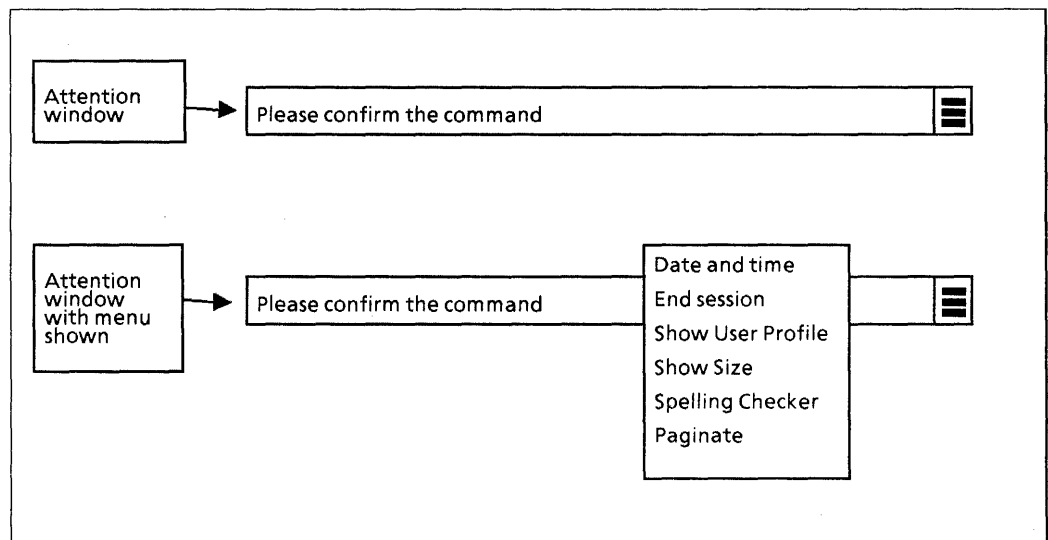 Attention
window
Please confirm the command
Attention
window
with menu
shown
Please confirm the command
Date and time
End session
Show User Profile
Show Size
Spelling Checker
Paginate